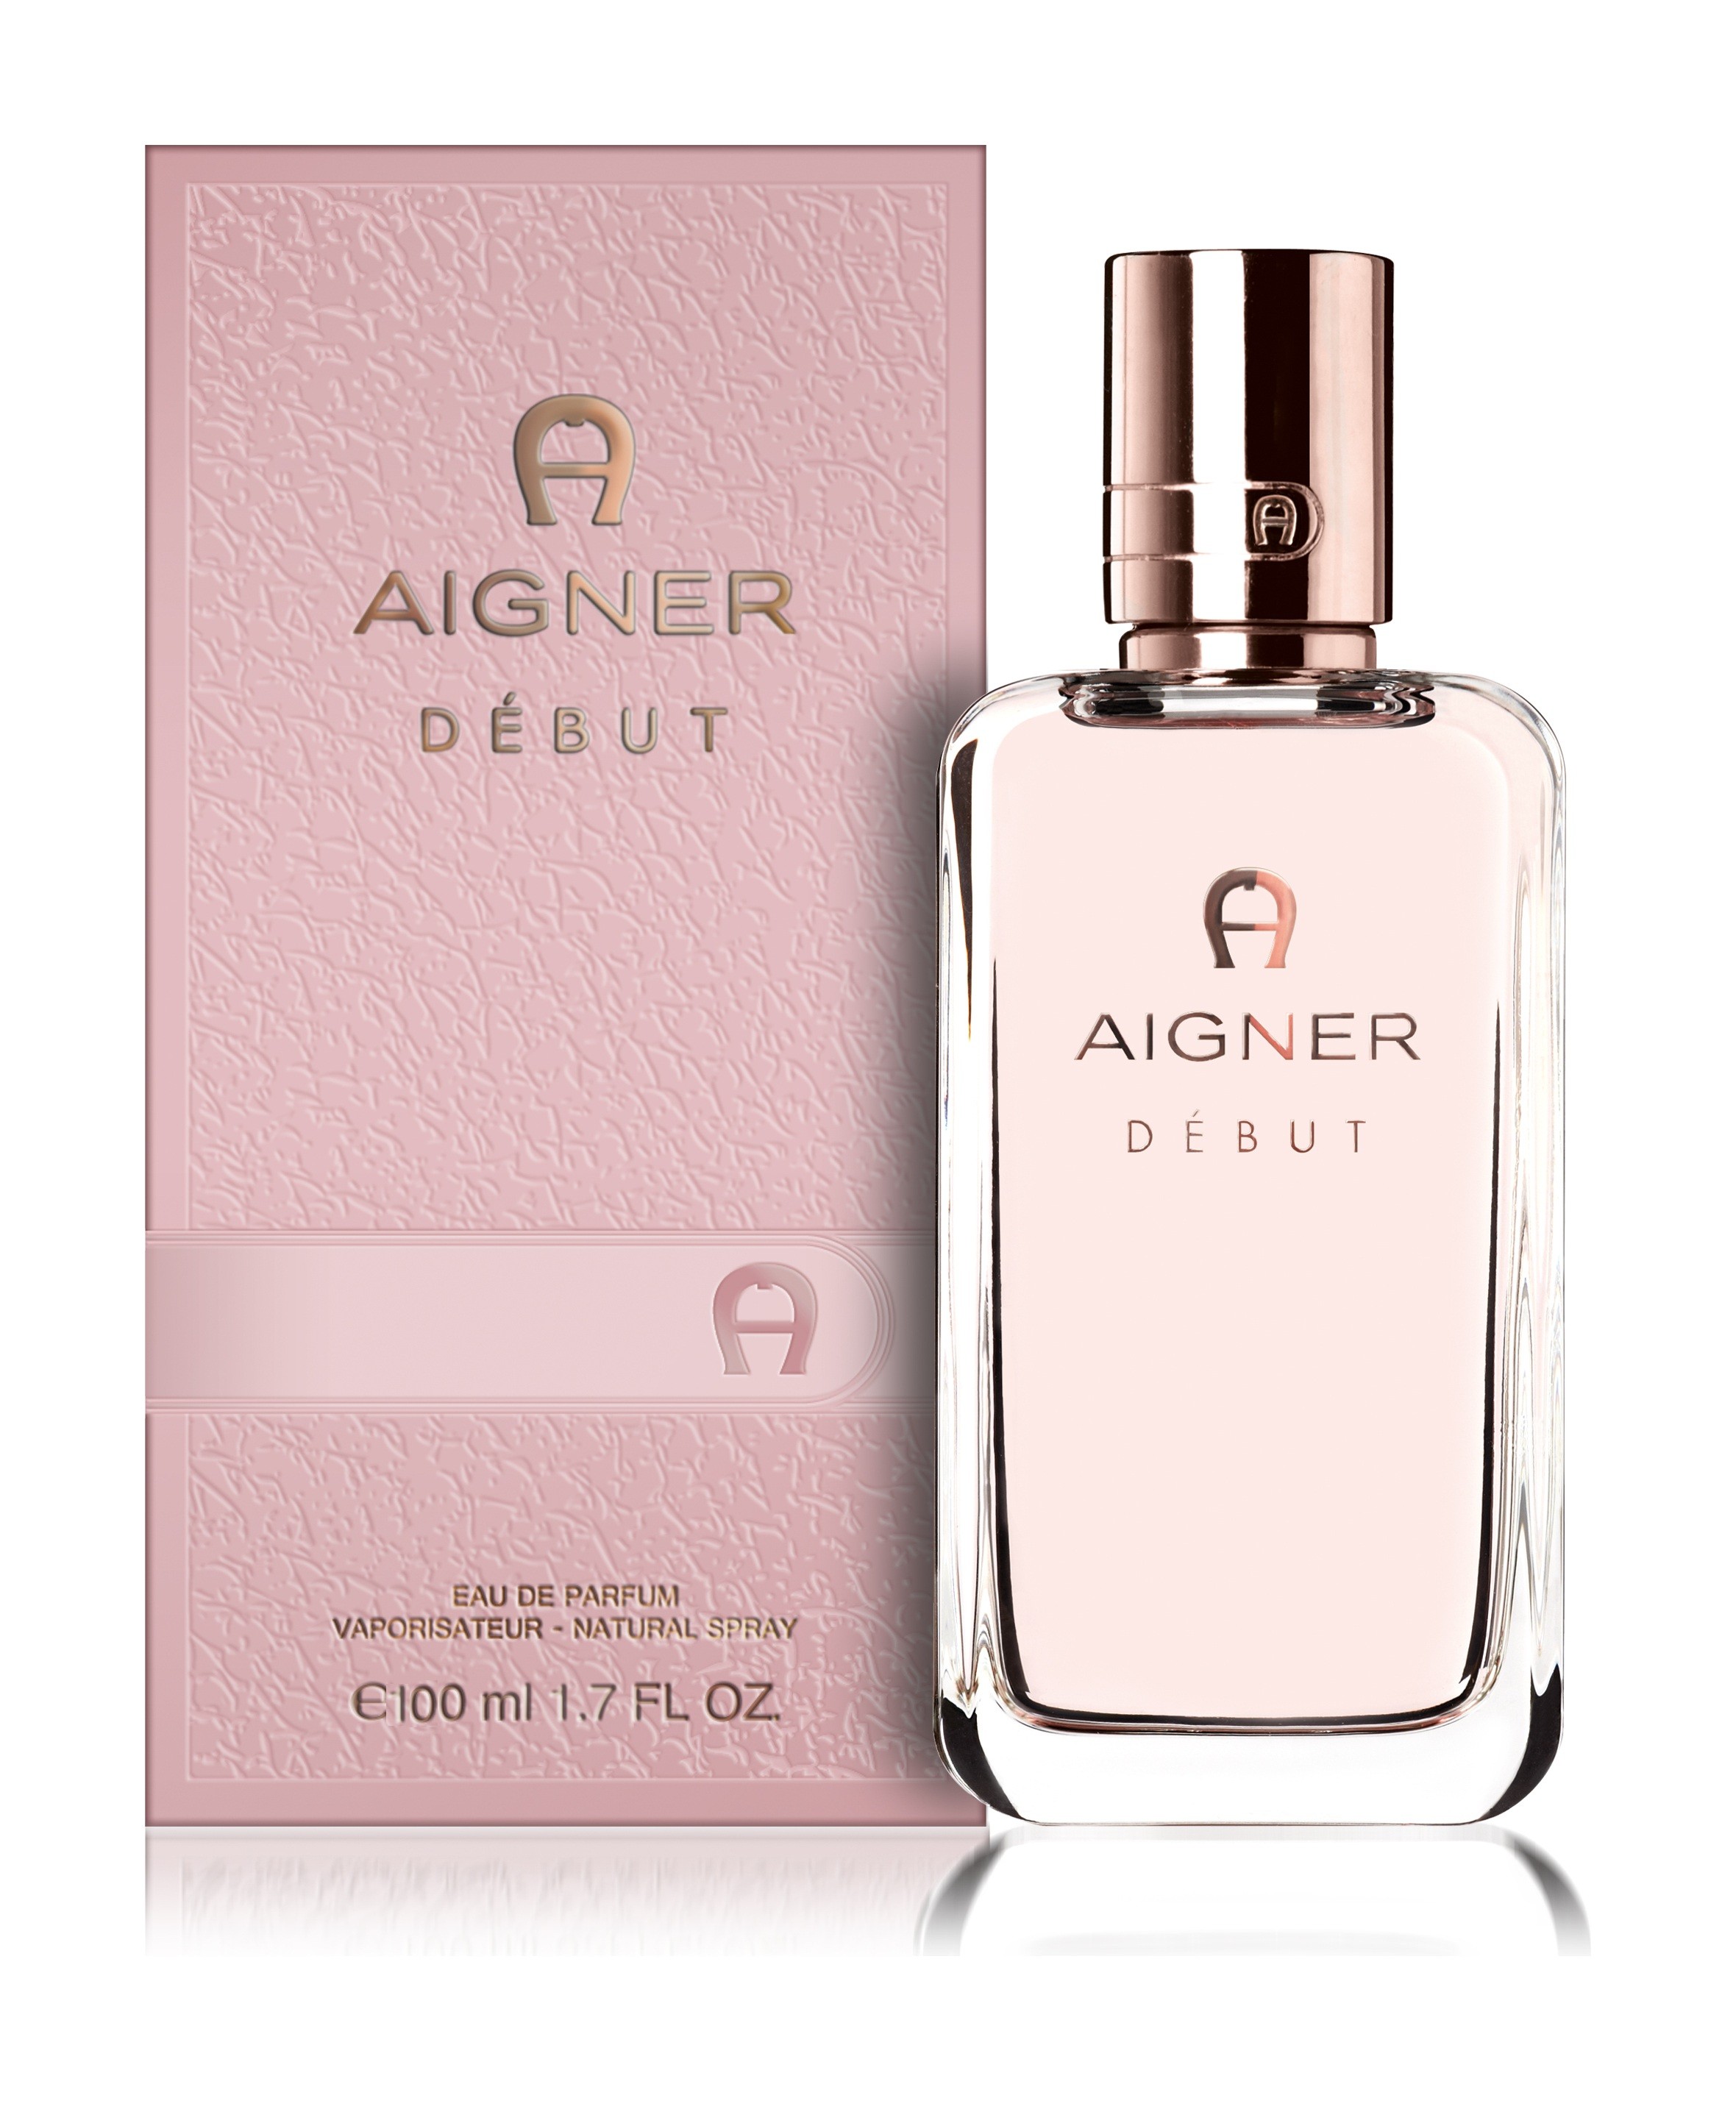 AIGNER
DÉBUT
EAU DE PARFUM
VAPORISATEUR - NATURAL SPRAY
℮100 ml 1.7 FL OZ.
AIGNER
DÉBUT